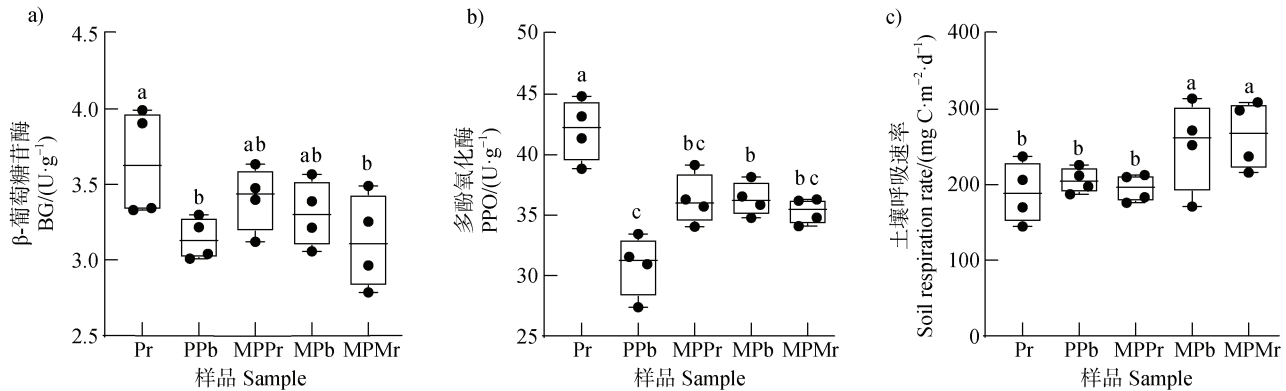 a)
β-葡萄糖苷酶
BG/(U·g⁻¹)
4.5
4.0
3.5
3.0
2.5
a
b
ab
ab
b
Pr PPb MPPr MPb MPMr
样品 Sample
b)
多酚氧化酶
PPO/(U·g⁻¹)
50
45
40
35
30
25
a
c
bc
b
bc
Pr PPb MPPr MPb MPMr
样品 Sample
c)
土壤呼吸速率
Soil respiration rate/(mg C·m⁻²·d⁻¹)
400
300
200
100
0
b
b
b
a
a
Pr PPb MPPr MPb MPMr
样品 Sample